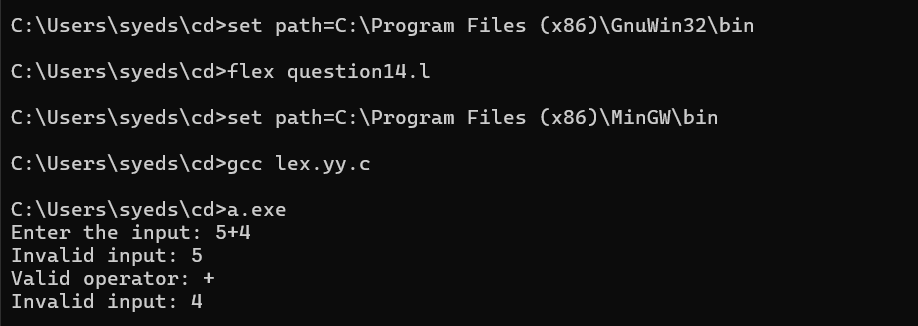 C:\Users\syeds\cd>set path=C:\Program Files (x86)\GnuWin32\bin
C:\Users\syeds\cd>flex question14.l
C:\Users\syeds\cd>set path=C:\Program Files (x86)\MinGW\bin
C:\Users\syeds\cd>gcc lex.yy.c
C:\Users\syeds\cd>a.exe
Enter the input: 5+4
Invalid input: 5
Valid operator: +
Invalid input: 4